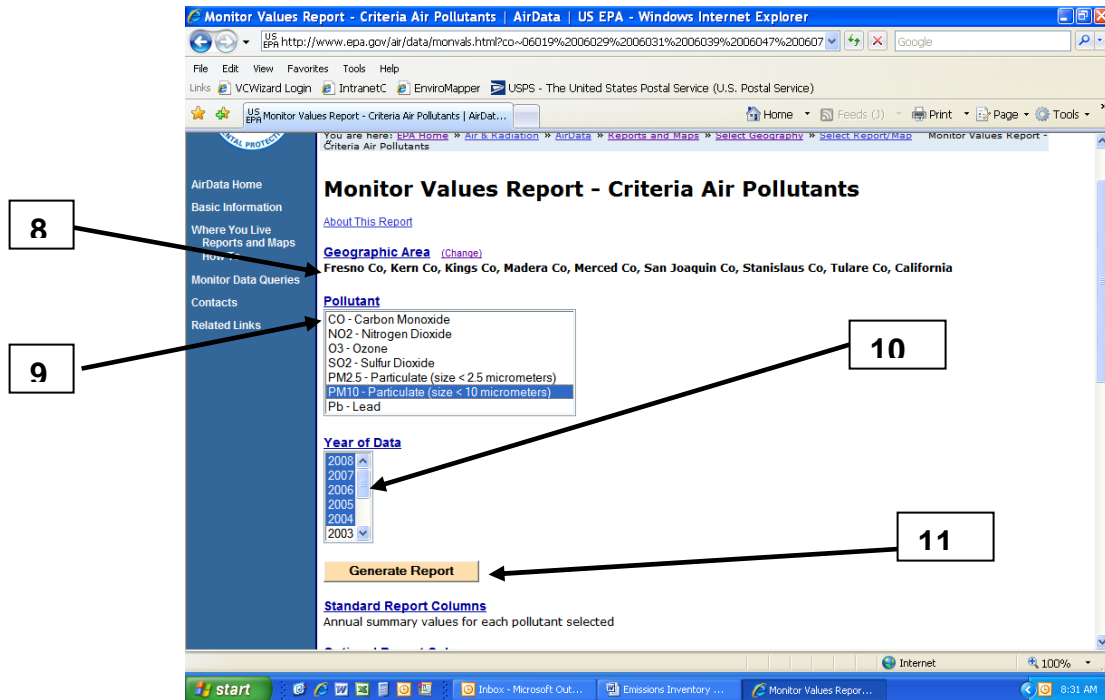 Monitor Values Report - Criteria Air Pollutants | AirData | US EPA - Windows Internet Explorer
US EPA http://www.epa.gov/air/data/monvals.html?co~06019%2006029%2006031%2006039%2006047%200607
Google
File Edit View Favorites Tools Help
Links VCWizard Login IntranetC EnviroMapper USPS - The United States Postal Service (U.S. Postal Service)
US EPA Monitor Values Report - Criteria Air Pollutants | AirDat... Home Feeds (J) Print Page Tools
TAL PROTEC
You are here: EPA Home » Air & Radiation » AirData » Reports and Maps » Select Geography » Select Report/Map Monitor Values Report -
Criteria Air Pollutants
AirData Home
Basic Information
Where You Live
Reports and Maps
How To
Monitor Data Queries
Contacts
Related Links
Monitor Values Report - Criteria Air Pollutants
About This Report
8
Geographic Area (Change)
Fresno Co, Kern Co, Kings Co, Madera Co, Merced Co, San Joaquin Co, Stanislaus Co, Tulare Co, California
Pollutant
CO - Carbon Monoxide
NO2 - Nitrogen Dioxide
O3 - Ozone
SO2 - Sulfur Dioxide
PM2.5 - Particulate (size < 2.5 micrometers)
PM10 - Particulate (size < 10 micrometers)
Pb - Lead
9
10
Year of Data
2008
2007
2006
2005
2004
2003
11
Generate Report
Standard Report Columns
Annual summary values for each pollutant selected
Internet 100%
start Inbox - Microsoft Out... Emissions Inventory ... Monitor Values Repor... 8:31 AM